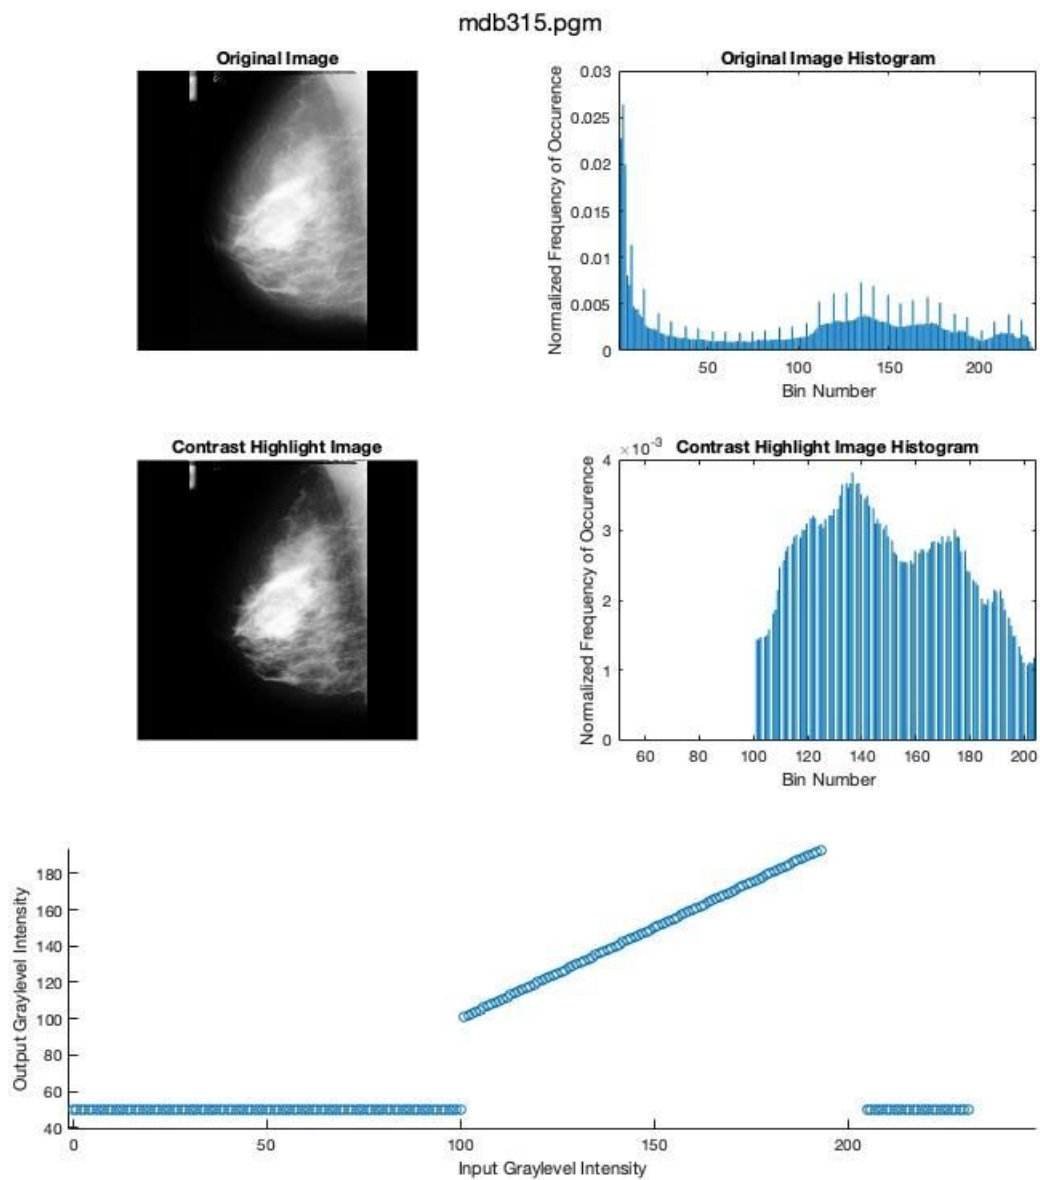 mdb315.pgm
Original Image
Original Image Histogram
Normalized Frequency of Occurence
0.03
0.025
0.02
0.015
0.01
0.005
0
50 100 150 200
Bin Number
Contrast Highlight Image
×10-3
Contrast Highlight Image Histogram
Normalized Frequency of Occurence
4
3
2
1
0
60 80 100 120 140 160 180 200
Bin Number
Output Graylevel Intensity
180
160
140
120
100
80
60
40
0 50 100 150 200
Input Graylevel Intensity